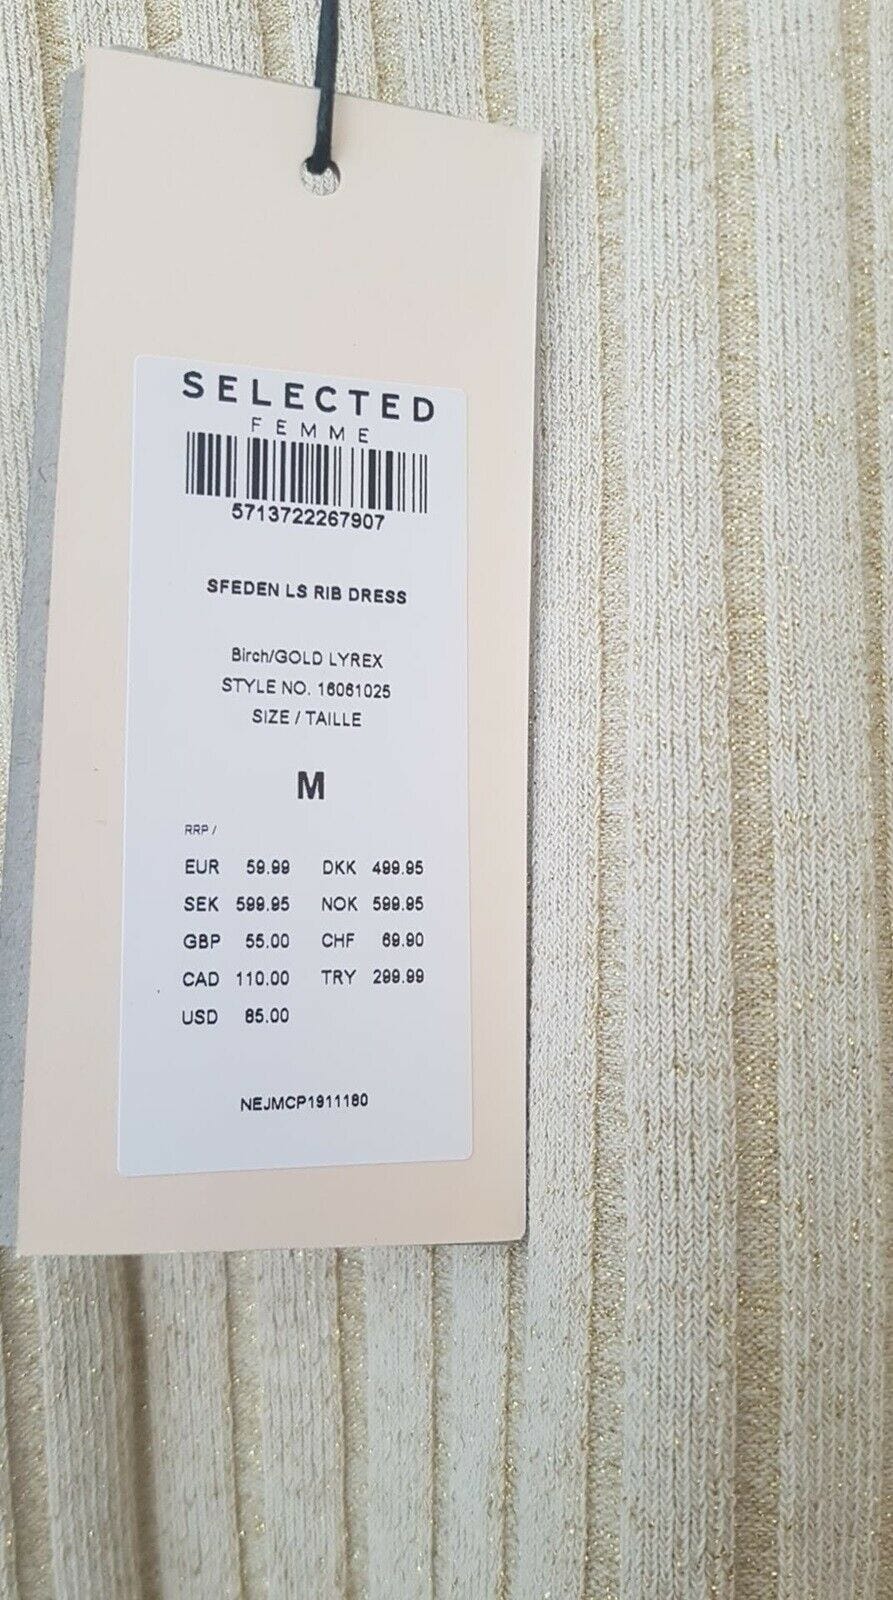 SELECTED
FEMME
5713722267907
SFEDEN LS RIB DRESS
Birch/GOLD LYREX
STYLE NO. 16061025
SIZE / TAILLE
M
RRP /
EUR 59.99 DKK 499.95
SEK 599.95 NOK 599.95
GBP 55.00 CHF 69.90
CAD 110.00 TRY 299.99
USD 85.00
NEJMCP1911180